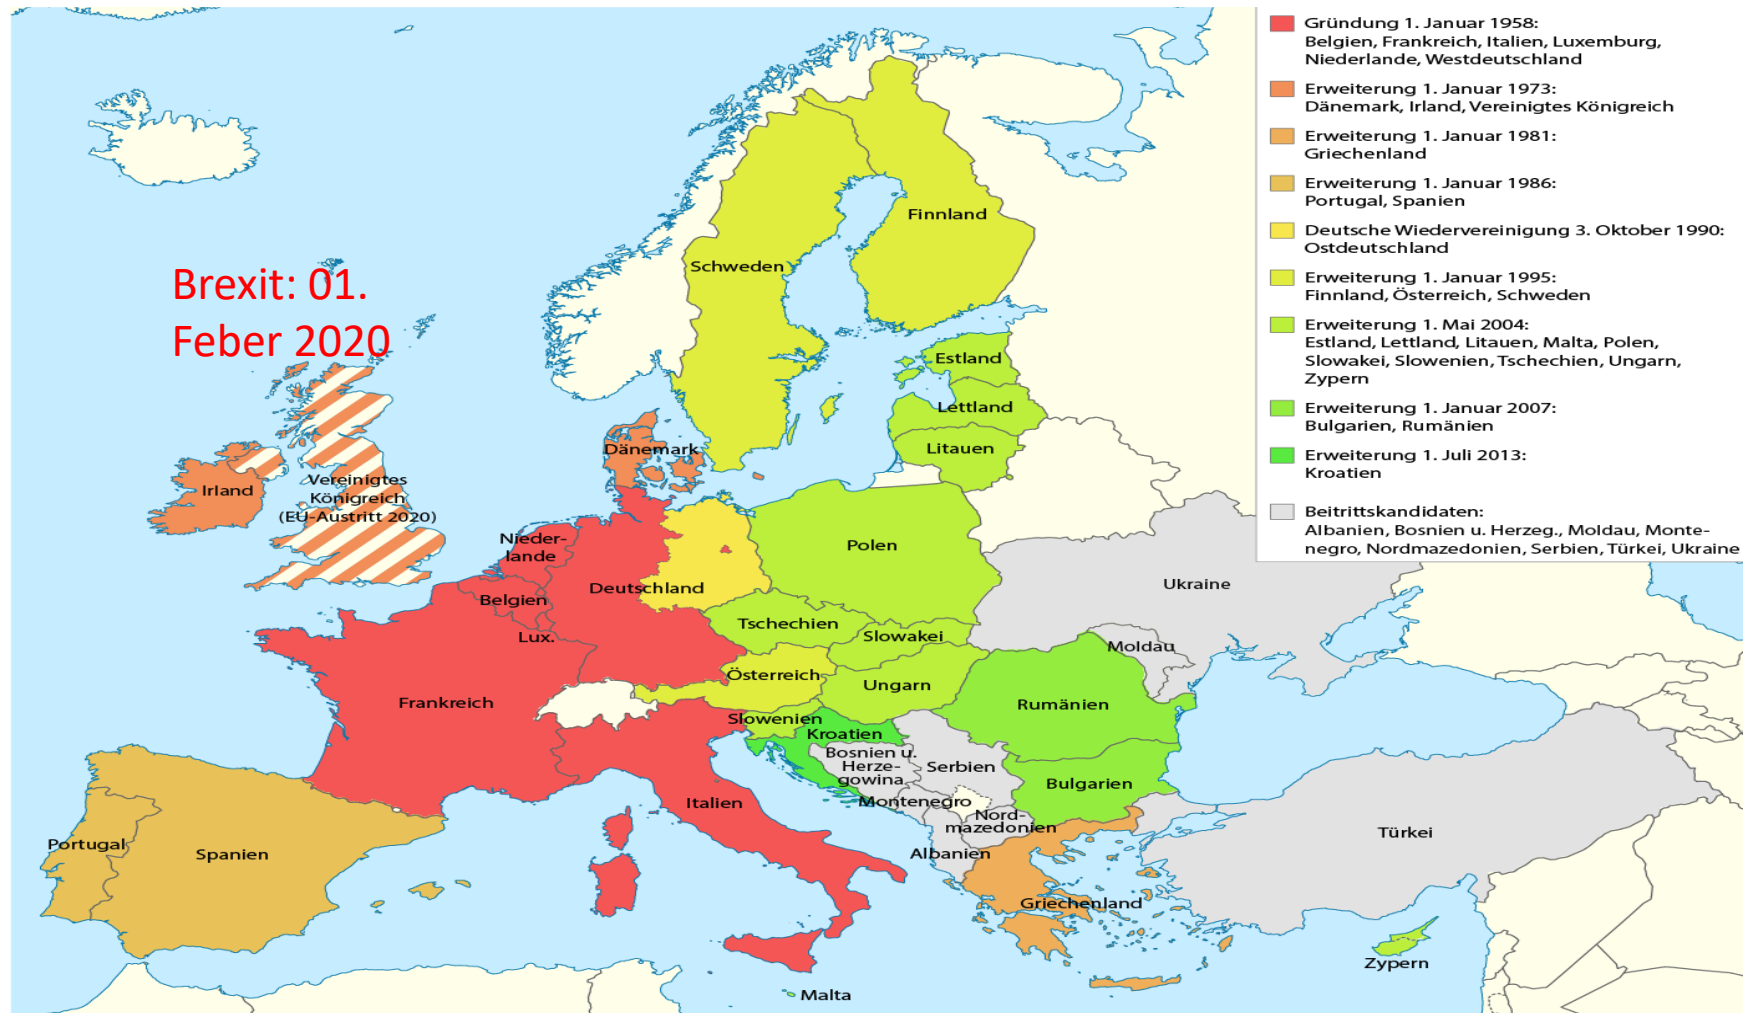 Gründung 1. Januar 1958:
Belgien, Frankreich, Italien, Luxemburg,
Niederlande, Westdeutschland
Erweiterung 1. Januar 1973:
Dänemark, Irland, Vereinigtes Königreich
Erweiterung 1. Januar 1981:
Griechenland
Erweiterung 1. Januar 1986:
Portugal, Spanien
Deutsche Wiedervereinigung 3. Oktober 1990:
Ostdeutschland
Erweiterung 1. Januar 1995:
Finnland, Österreich, Schweden
Erweiterung 1. Mai 2004:
Estland, Lettland, Litauen, Malta, Polen,
Slowakei, Slowenien, Tschechien, Ungarn,
Zypern
Erweiterung 1. Januar 2007:
Bulgarien, Rumänien
Erweiterung 1. Juli 2013:
Kroatien
Beitrittskandidaten:
Albanien, Bosnien u. Herzeg., Moldau, Monte-
negro, Nordmazedonien, Serbien, Türkei, Ukraine
Brexit: 01.
Feber 2020
Finnland
Schweden
Estland
Lettland
Litauen
Dänemark
Irland
Vereinigtes
Königreich
(EU-Austritt 2020)
Nieder-
lande
Polen
Deutschland
Belgien
Ukraine
Tschechien
Lux.
Slowakei
Moldau
Österreich
Ungarn
Frankreich
Rumänien
Slowenien
Kroatien
Bosnien u.
Herze-
gowina
Serbien
Bulgarien
Italien
Montenegro
Nord-
mazedonien
Türkei
Portugal
Spanien
Albanien
Griechenland
Zypern
Malta